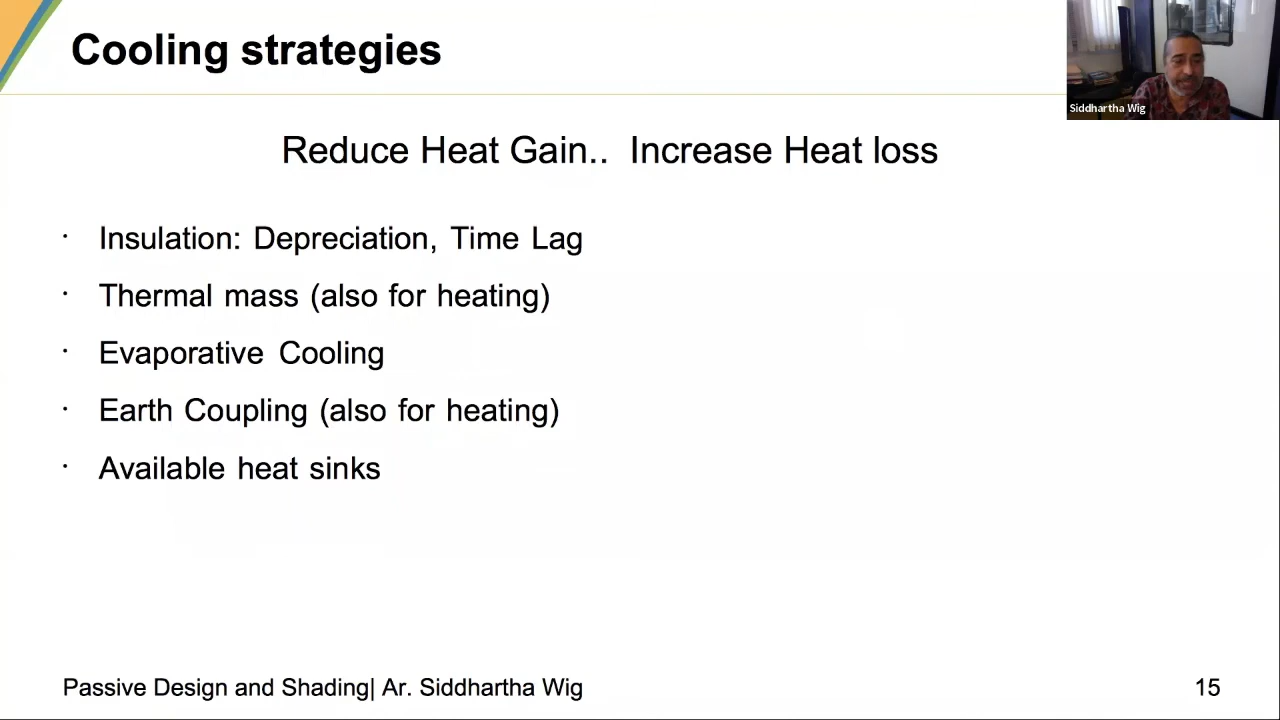 Cooling strategies
Siddhartha Wig
Reduce Heat Gain.. Increase Heat loss
· Insulation: Depreciation, Time Lag
· Thermal mass (also for heating)
· Evaporative Cooling
· Earth Coupling (also for heating)
· Available heat sinks
Passive Design and Shading| Ar. Siddhartha Wig
15